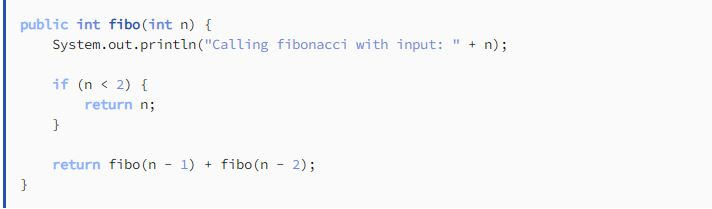 public int fibo(int n) {
    System.out.println("Calling fibonacci with input: " + n);
    if (n < 2) {
        return n;
    }
    return fibo(n - 1) + fibo(n - 2);
}